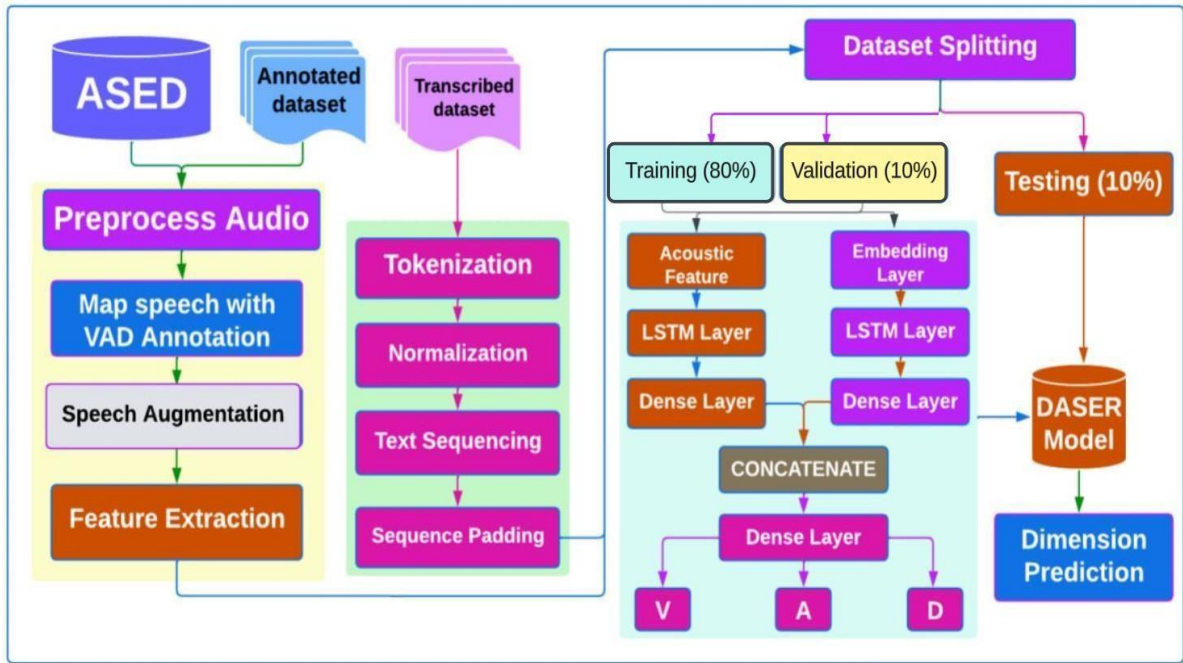 ASED
Annotated
dataset
Transcribed
dataset
Preprocess Audio
Map speech with
VAD Annotation
Speech Augmentation
Feature Extraction
Tokenization
Normalization
Text Sequencing
Sequence Padding
Dataset Splitting
Training (80%)
Validation (10%)
Testing (10%)
Acoustic
Feature
LSTM Layer
Dense Layer
Embedding
Layer
LSTM Layer
Dense Layer
CONCATENATE
Dense Layer
V
A
D
DASER
Model
Dimension
Prediction